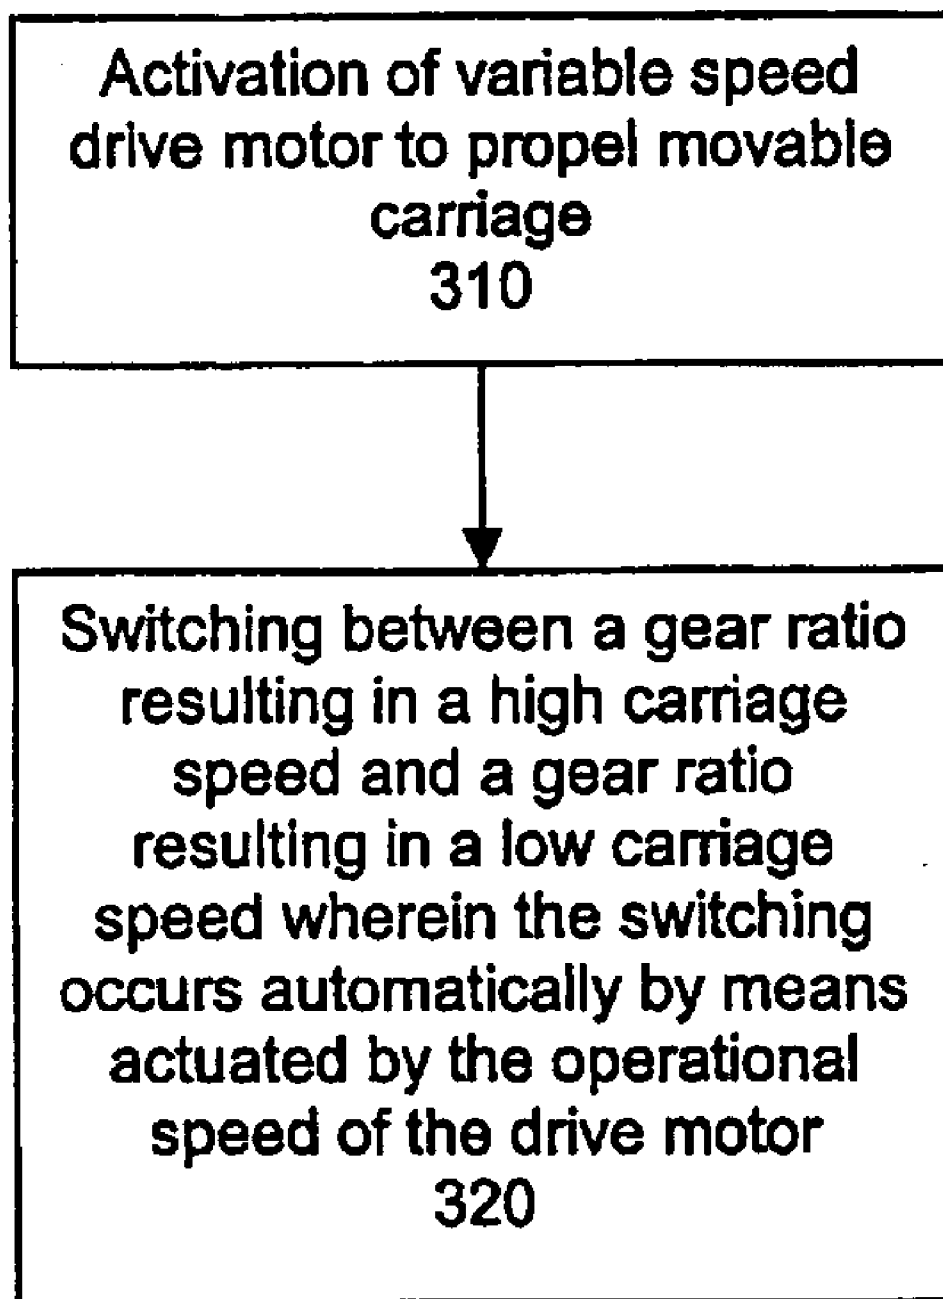 Activation of variable speed
drive motor to propel movable
carriage
310
Switching between a gear ratio
resulting in a high carriage
speed and a gear ratio
resulting in a low carriage
speed wherein the switching
occurs automatically by means
actuated by the operational
speed of the drive motor
320